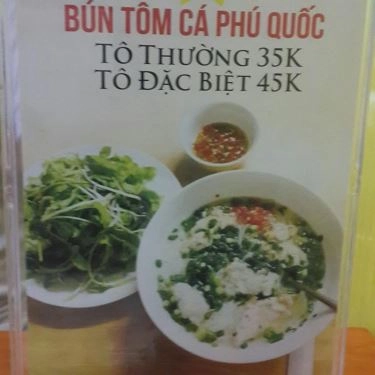 BÚN TÔM CÁ PHÚ QUỐC
TÔ THƯỜNG 35K
TÔ ĐẶC BIỆT 45K